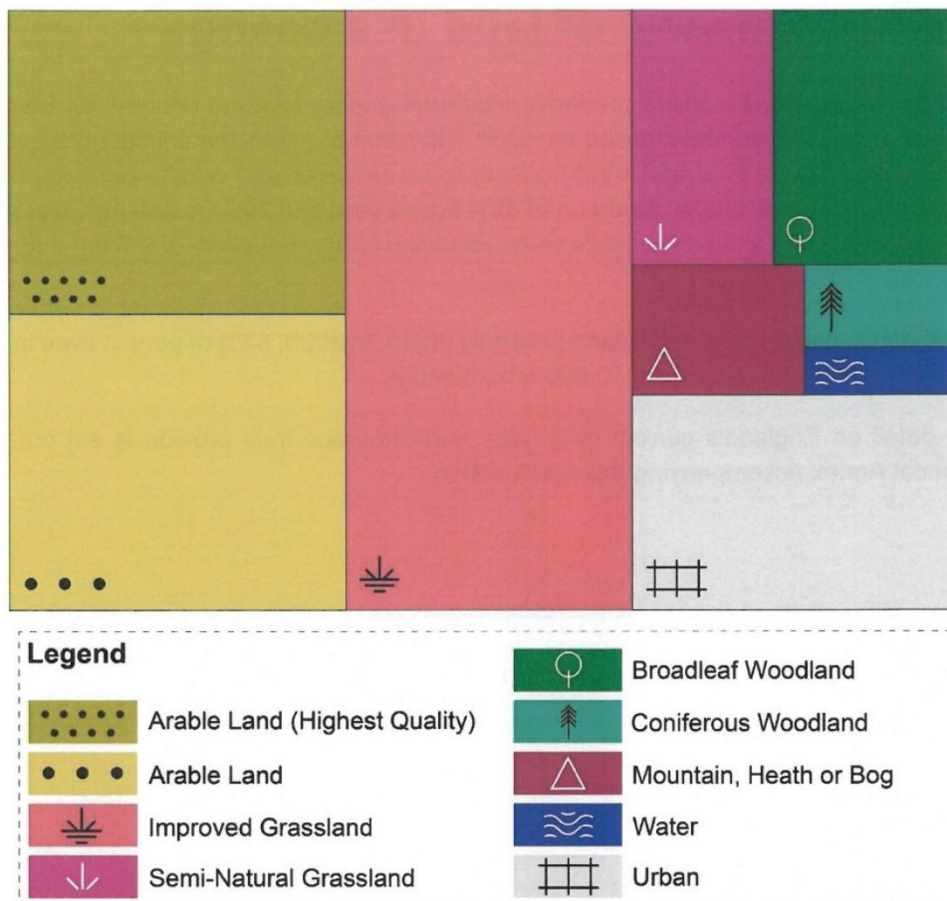 Legend
Arable Land (Highest Quality)
Arable Land
Improved Grassland
Semi-Natural Grassland
Broadleaf Woodland
Coniferous Woodland
Mountain, Heath or Bog
Water
Urban